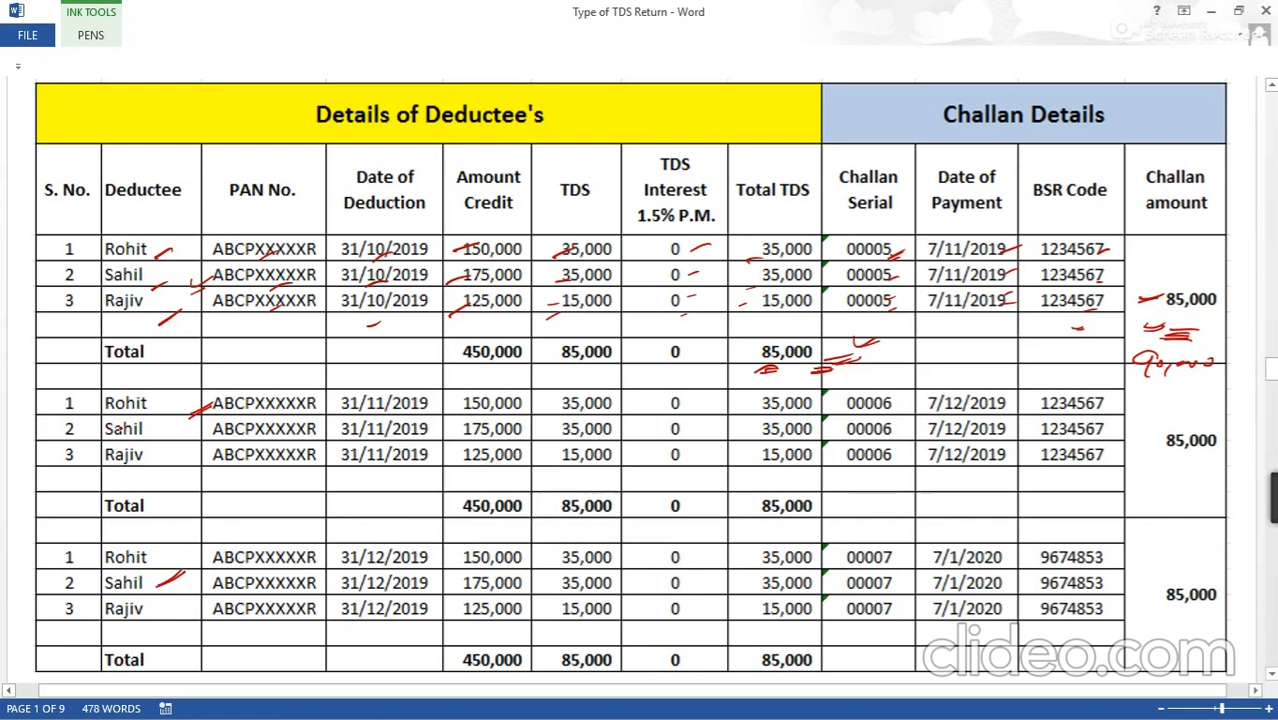 INK TOOLS
Type of TDS Return - Word
FILE PENS
Screen Recorder
Details of Deductee's Challan Details
S. No. Deductee PAN No. Date of Deduction Amount Credit TDS TDS Interest 1.5% P.M. Total TDS Challan Serial Date of Payment BSR Code Challan amount
1 Rohit ABCPXXXXXR 31/10/2019 150,000 35,000 0 35,000 00005 7/11/2019 1234567
2 Sahil ABCPXXXXXR 31/10/2019 175,000 35,000 0 35,000 00005 7/11/2019 1234567
3 Rajiv ABCPXXXXXR 31/10/2019 125,000 15,000 0 15,000 00005 7/11/2019 1234567 85,000
Total 450,000 85,000 0 85,000
90,000
1 Rohit ABCPXXXXXR 31/11/2019 150,000 35,000 0 35,000 00006 7/12/2019 1234567
2 Sahil ABCPXXXXXR 31/11/2019 175,000 35,000 0 35,000 00006 7/12/2019 1234567 85,000
3 Rajiv ABCPXXXXXR 31/11/2019 125,000 15,000 0 15,000 00006 7/12/2019 1234567
Total 450,000 85,000 0 85,000
1 Rohit ABCPXXXXXR 31/12/2019 150,000 35,000 0 35,000 00007 7/1/2020 9674853
2 Sahil ABCPXXXXXR 31/12/2019 175,000 35,000 0 35,000 00007 7/1/2020 9674853 85,000
3 Rajiv ABCPXXXXXR 31/12/2019 125,000 15,000 0 15,000 00007 7/1/2020 9674853
Total 450,000 85,000 0 85,000
clideo.com
PAGE 1 OF 9 478 WORDS